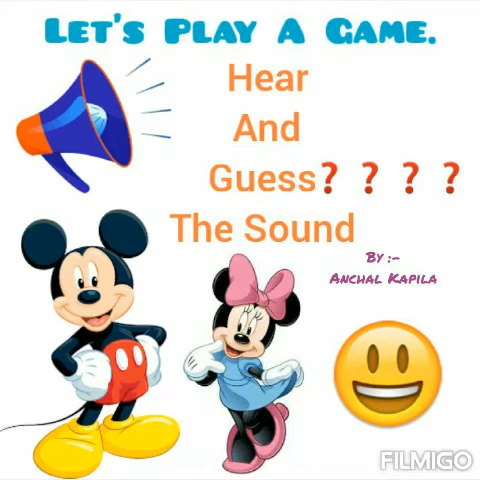 LET'S PLAY A GAME.
Hear
And
Guess❓❓❓❓
The Sound
BY :-
ANCHAL KAPILA
FILMIGO